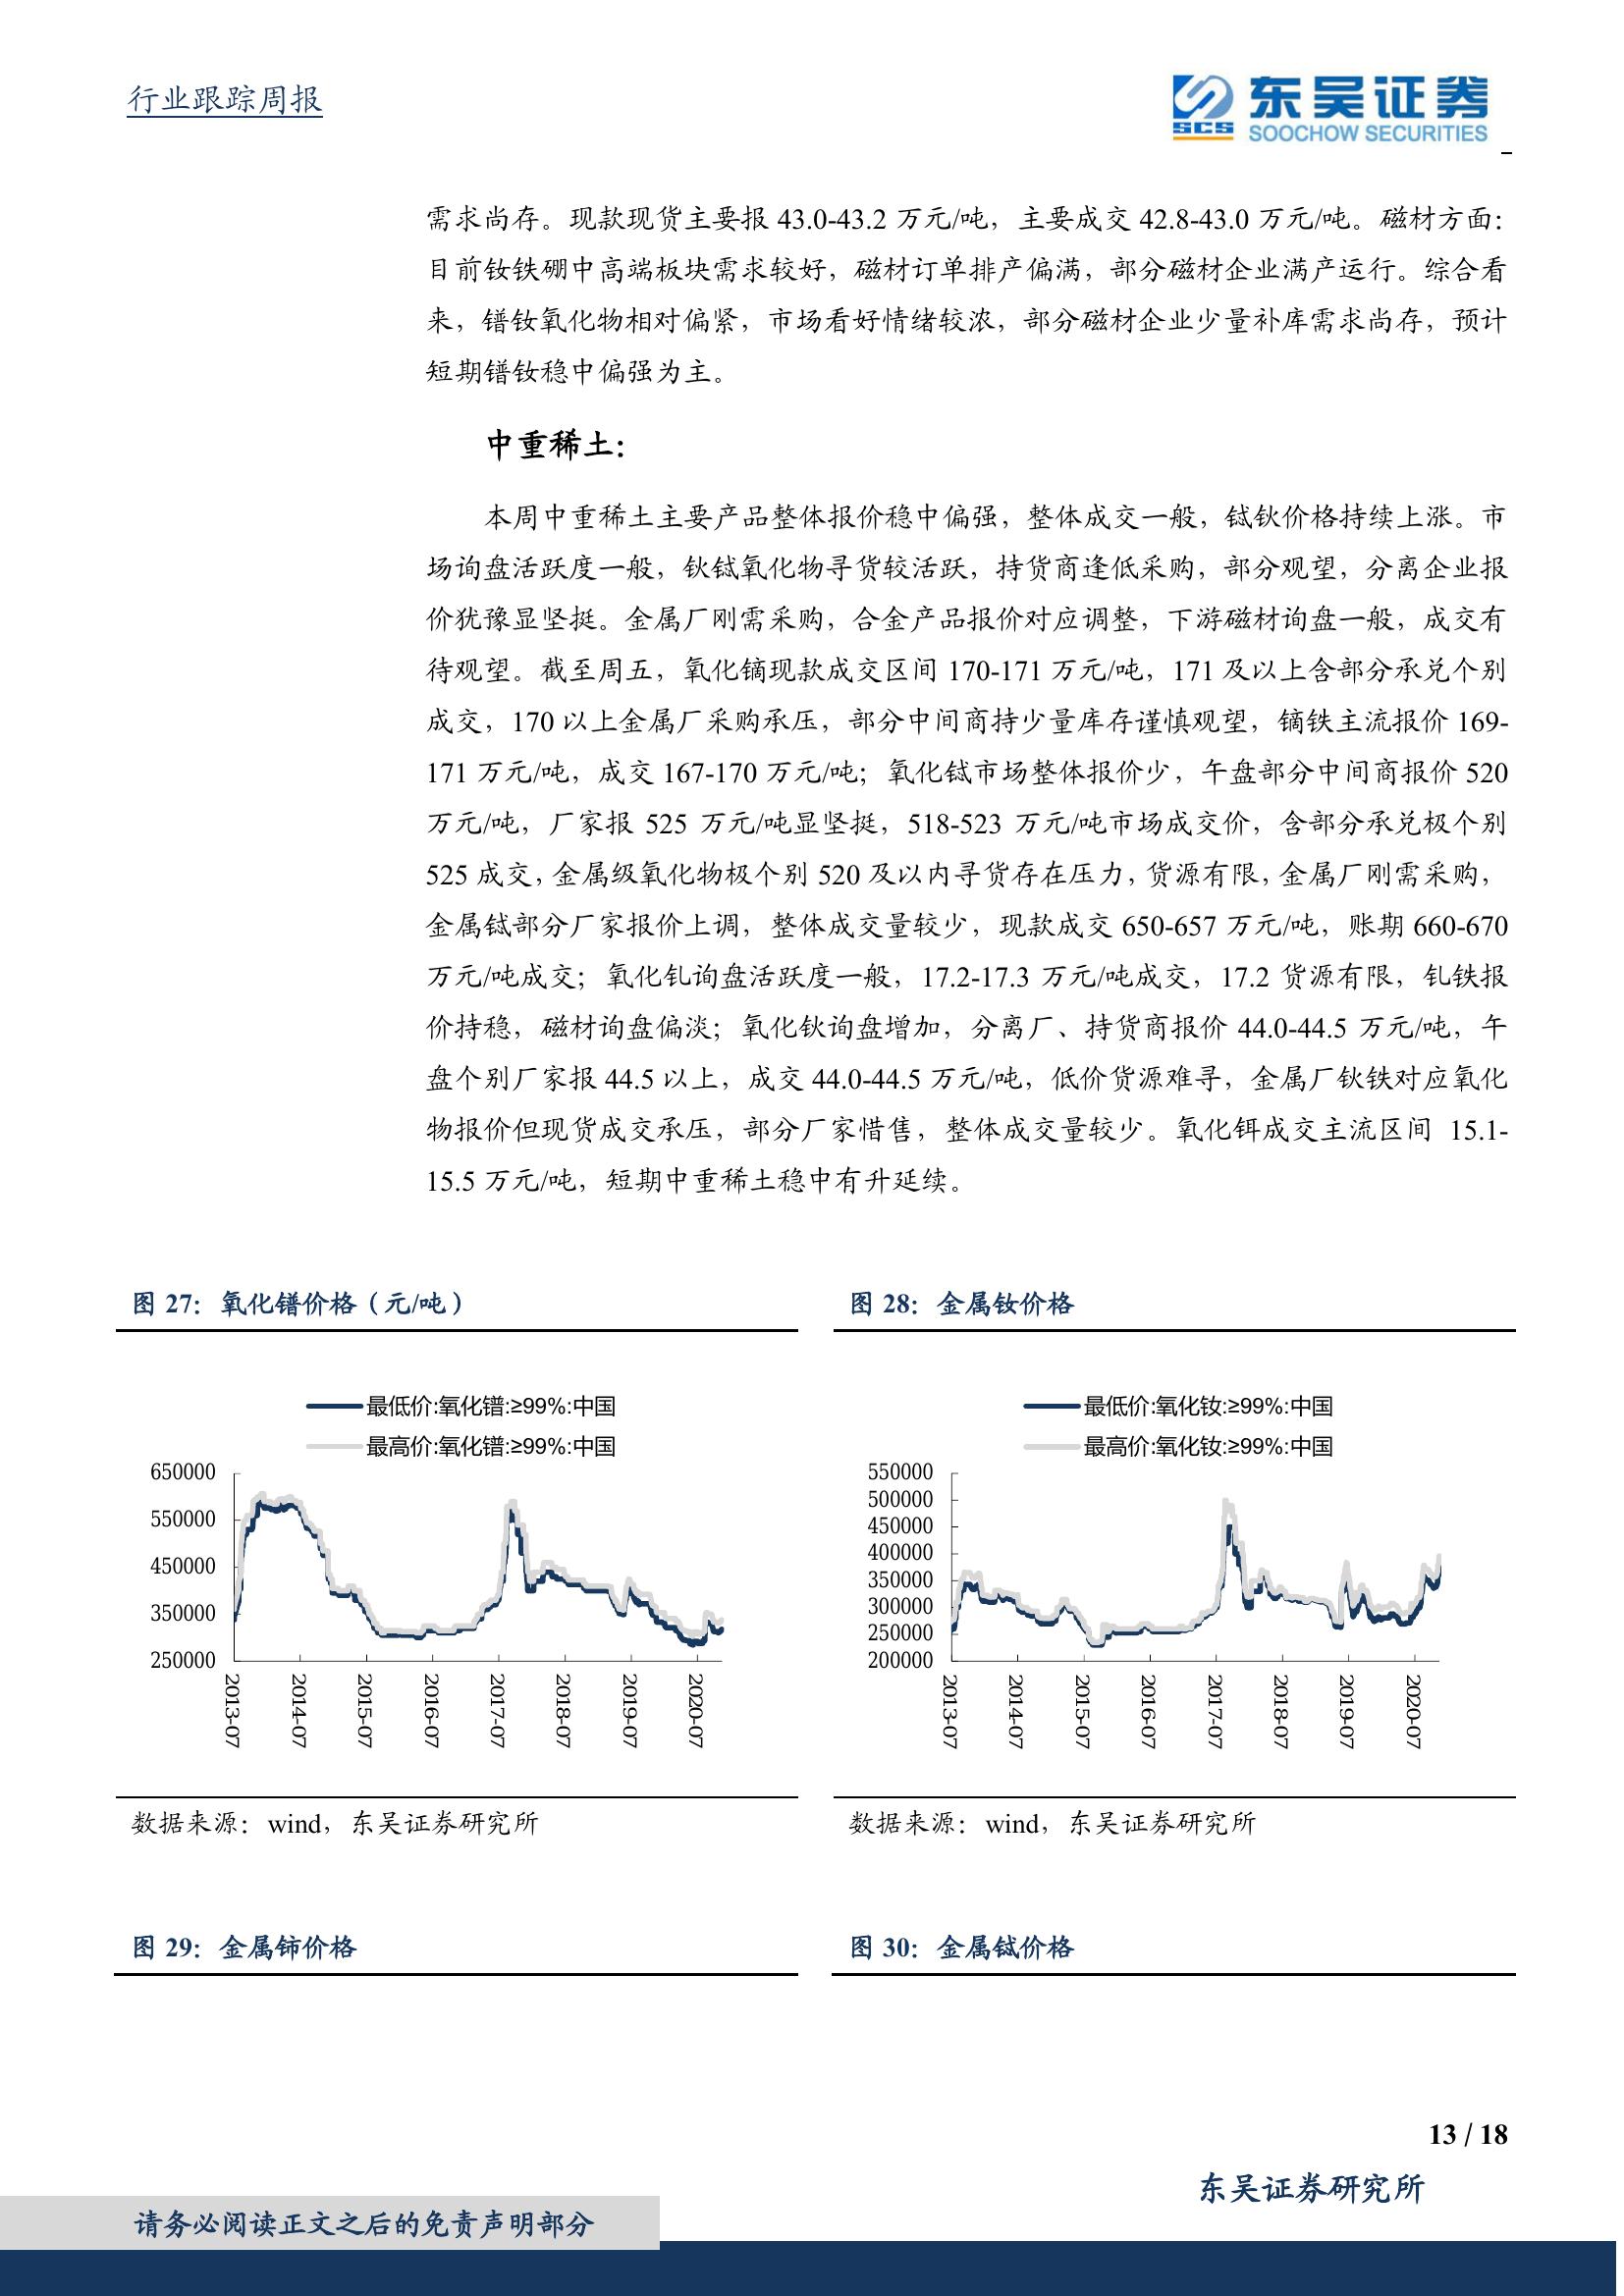 行业跟踪周报
SCS
东吴证券
SOOCHOW SECURITIES
需求尚存。现款现货主要报 43.0-43.2 万元/吨，主要成交 42.8-43.0 万元/吨。磁材方面：
目前钕铁硼中高端板块需求较好，磁材订单排产偏满，部分磁材企业满产运行。综合看
来，镨钕氧化物相对偏紧，市场看好情绪较浓，部分磁材企业少量补库需求尚存，预计
短期镨钕稳中偏强为主。
中重稀土：
本周中重稀土主要产品整体报价稳中偏强，整体成交一般，铽钬价格持续上涨。市
场询盘活跃度一般，钬铽氧化物寻货较活跃，持货商逢低采购，部分观望，分离企业报
价犹豫显坚挺。金属厂刚需采购，合金产品报价对应调整，下游磁材询盘一般，成交有
待观望。截至周五，氧化镝现款成交区间 170-171 万元/吨，171 及以上含部分承兑个别
成交，170 以上金属厂采购承压，部分中间商持少量库存谨慎观望，镝铁主流报价 169-
171 万元/吨，成交 167-170 万元/吨；氧化铽市场整体报价少，午盘部分中间商报价 520
万元/吨，厂家报 525 万元/吨显坚挺，518-523 万元/吨市场成交价，含部分承兑极个别
525 成交，金属级氧化物极个别 520 及以内寻货存在压力，货源有限，金属厂刚需采购，
金属铽部分厂家报价上调，整体成交量较少，现款成交 650-657 万元/吨，账期 660-670
万元/吨成交；氧化钆询盘活跃度一般，17.2-17.3 万元/吨成交，17.2 货源有限，钆铁报
价持稳，磁材询盘偏淡；氧化钬询盘增加，分离厂、持货商报价 44.0-44.5 万元/吨，午
盘个别厂家报 44.5 以上，成交 44.0-44.5 万元/吨，低价货源难寻，金属厂钬铁对应氧化
物报价但现货成交承压，部分厂家惜售，整体成交量较少。氧化铒成交主流区间 15.1-
15.5 万元/吨，短期中重稀土稳中有升延续。
图 27：氧化镨价格（元/吨）
最低价:氧化镨:≥99%:中国
最高价:氧化镨:≥99%:中国
650000
550000
450000
350000
250000
2013-07
2014-07
2015-07
2016-07
2017-07
2018-07
2019-07
2020-07
数据来源：wind，东吴证券研究所
图 28：金属钕价格
最低价:氧化钕:≥99%:中国
最高价:氧化钕:≥99%:中国
550000
500000
450000
400000
350000
300000
250000
200000
2013-07
2014-07
2015-07
2016-07
2017-07
2018-07
2019-07
2020-07
数据来源：wind，东吴证券研究所
图 29：金属铈价格
图 30：金属铽价格
13 / 18
东吴证券研究所
请务必阅读正文之后的免责声明部分